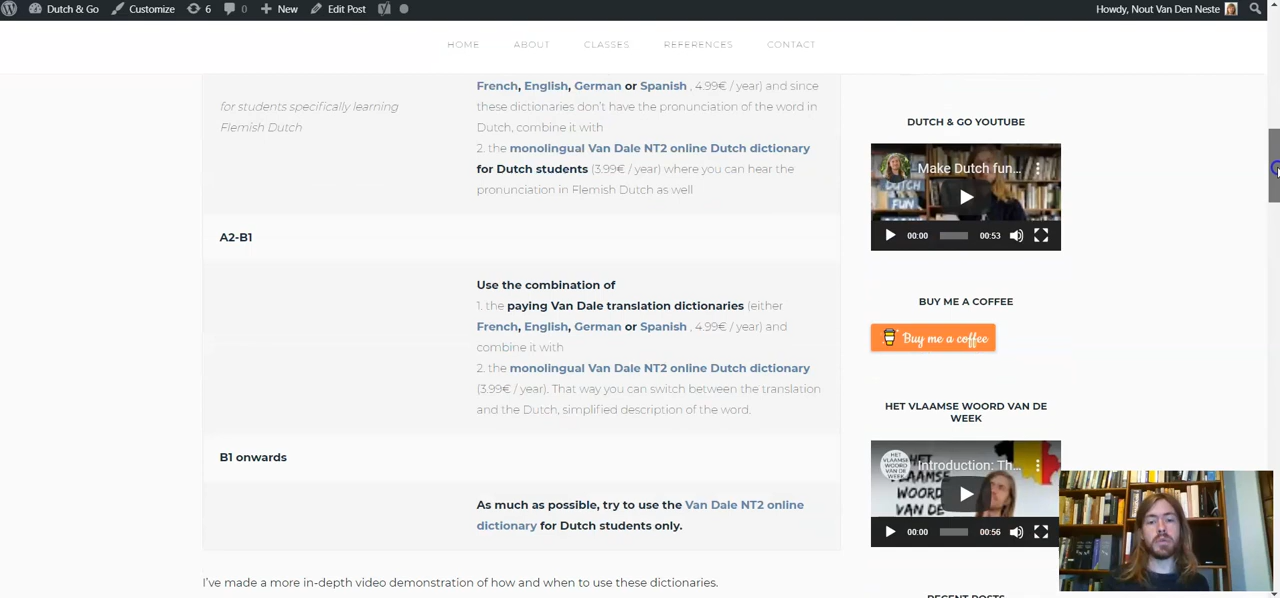 Dutch & Go
Customize
6
0
New
Edit Post
Howdy, Nout Van Den Neste
HOME
ABOUT
CLASSES
REFERENCES
CONTACT
for students specifically learning
Flemish Dutch
French, English, German or Spanish , 4.99€ / year) and since
these dictionaries don't have the pronunciation of the word in
Dutch, combine it with
2. the monolingual Van Dale NT2 online Dutch dictionary
for Dutch students (3.99€ / year) where you can hear the
pronunciation in Flemish Dutch as well
A2-B1
Use the combination of
1. the paying Van Dale translation dictionaries (either
French, English, German or Spanish , 4.99€ / year) and
combine it with
2. the monolingual Van Dale NT2 online Dutch dictionary
(3.99€ / year). That way you can switch between the translation
and the Dutch, simplified description of the word.
B1 onwards
As much as possible, try to use the Van Dale NT2 online
dictionary for Dutch students only.
I've made a more in-depth video demonstration of how and when to use these dictionaries.
DUTCH & GO YOUTUBE
Make Dutch fun...
DUTCH
FUN
00:00
00:53
BUY ME A COFFEE
Buy me a coffee
HET VLAAMSE WOORD VAN DE
WEEK
Introduction: Th...
HET
VLAAMSE
WOORD
VAN DE
00:00
00:56
RECENT POSTS